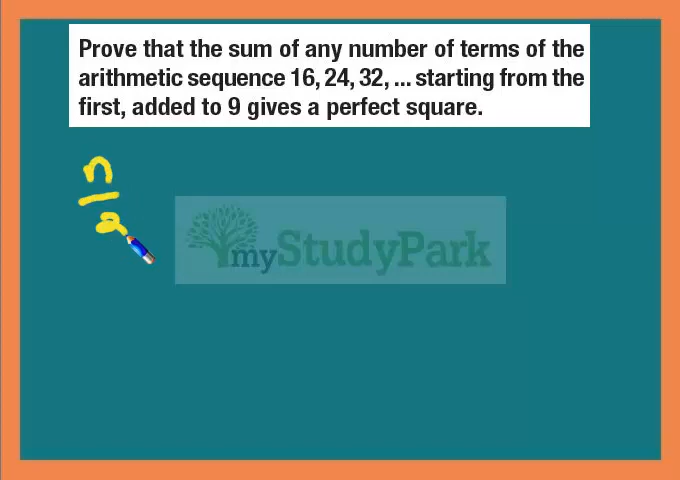 Prove that the sum of any number of terms of the
arithmetic sequence 16, 24, 32, ... starting from the
first, added to 9 gives a perfect square.
n
2
myStudyPark